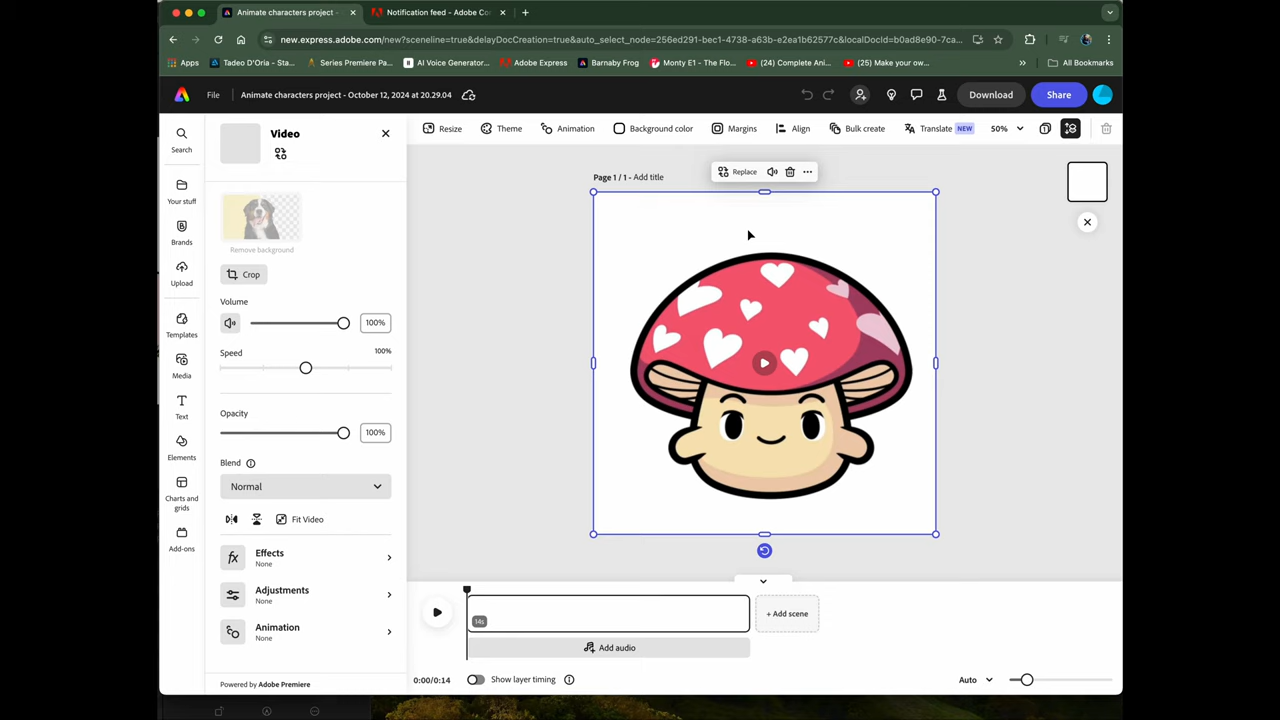 Animate characters project -
Notification feed - Adobe Co
new.express.adobe.com/new?sceneline=true&delayDocCreation=true&auto_select_node=256ed291-bec1-4738-a63b-e2ea1b62577c&localDocId=b0ad8e90-7ca...
Apps
Tadeo D'Oria - Sta...
Series Premiere Pa...
AI Voice Generator...
Adobe Express
Barnaby Frog
Monty E1 - The Flo...
(24) Complete Ani...
(25) Make your ow...
»
All Bookmarks
File
Animate characters project - October 12, 2024 at 20.29.04
Download
Share
Search
Your stuff
Brands
Upload
Templates
Media
Text
Elements
Charts and
grids
Add-ons
Video
Remove background
Crop
Volume
100%
Speed
100%
Opacity
100%
Blend
Normal
Fit Video
fx
Effects
None
Adjustments
None
Animation
None
Powered by Adobe Premiere
Resize
Theme
Animation
Background color
Margins
Align
Bulk create
Translate
NEW
50%
Page 1 / 1 - Add title
Replace
14s
+ Add scene
Add audio
0:00/0:14
Show layer timing
Auto